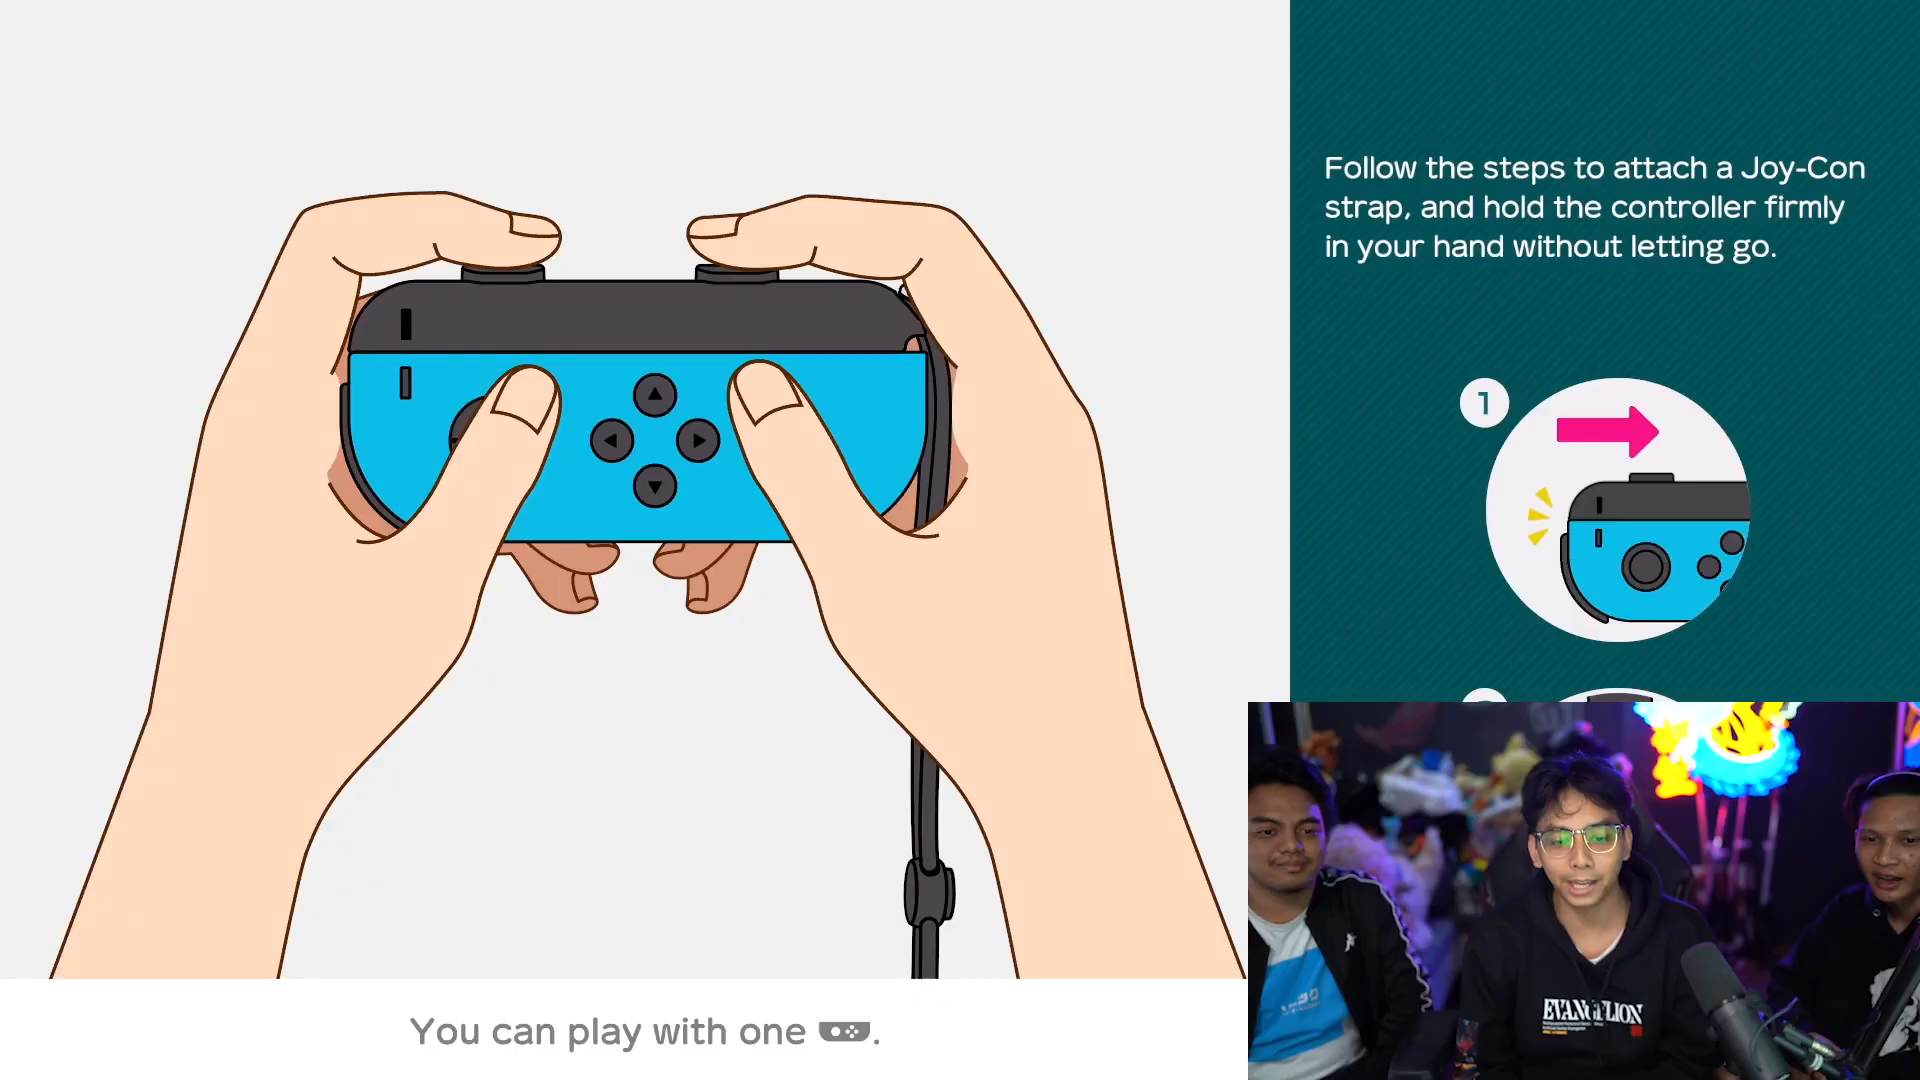 Follow the steps to attach a Joy-Con
strap, and hold the controller firmly
in your hand without letting go.
1
You can play with one
EVANGELION